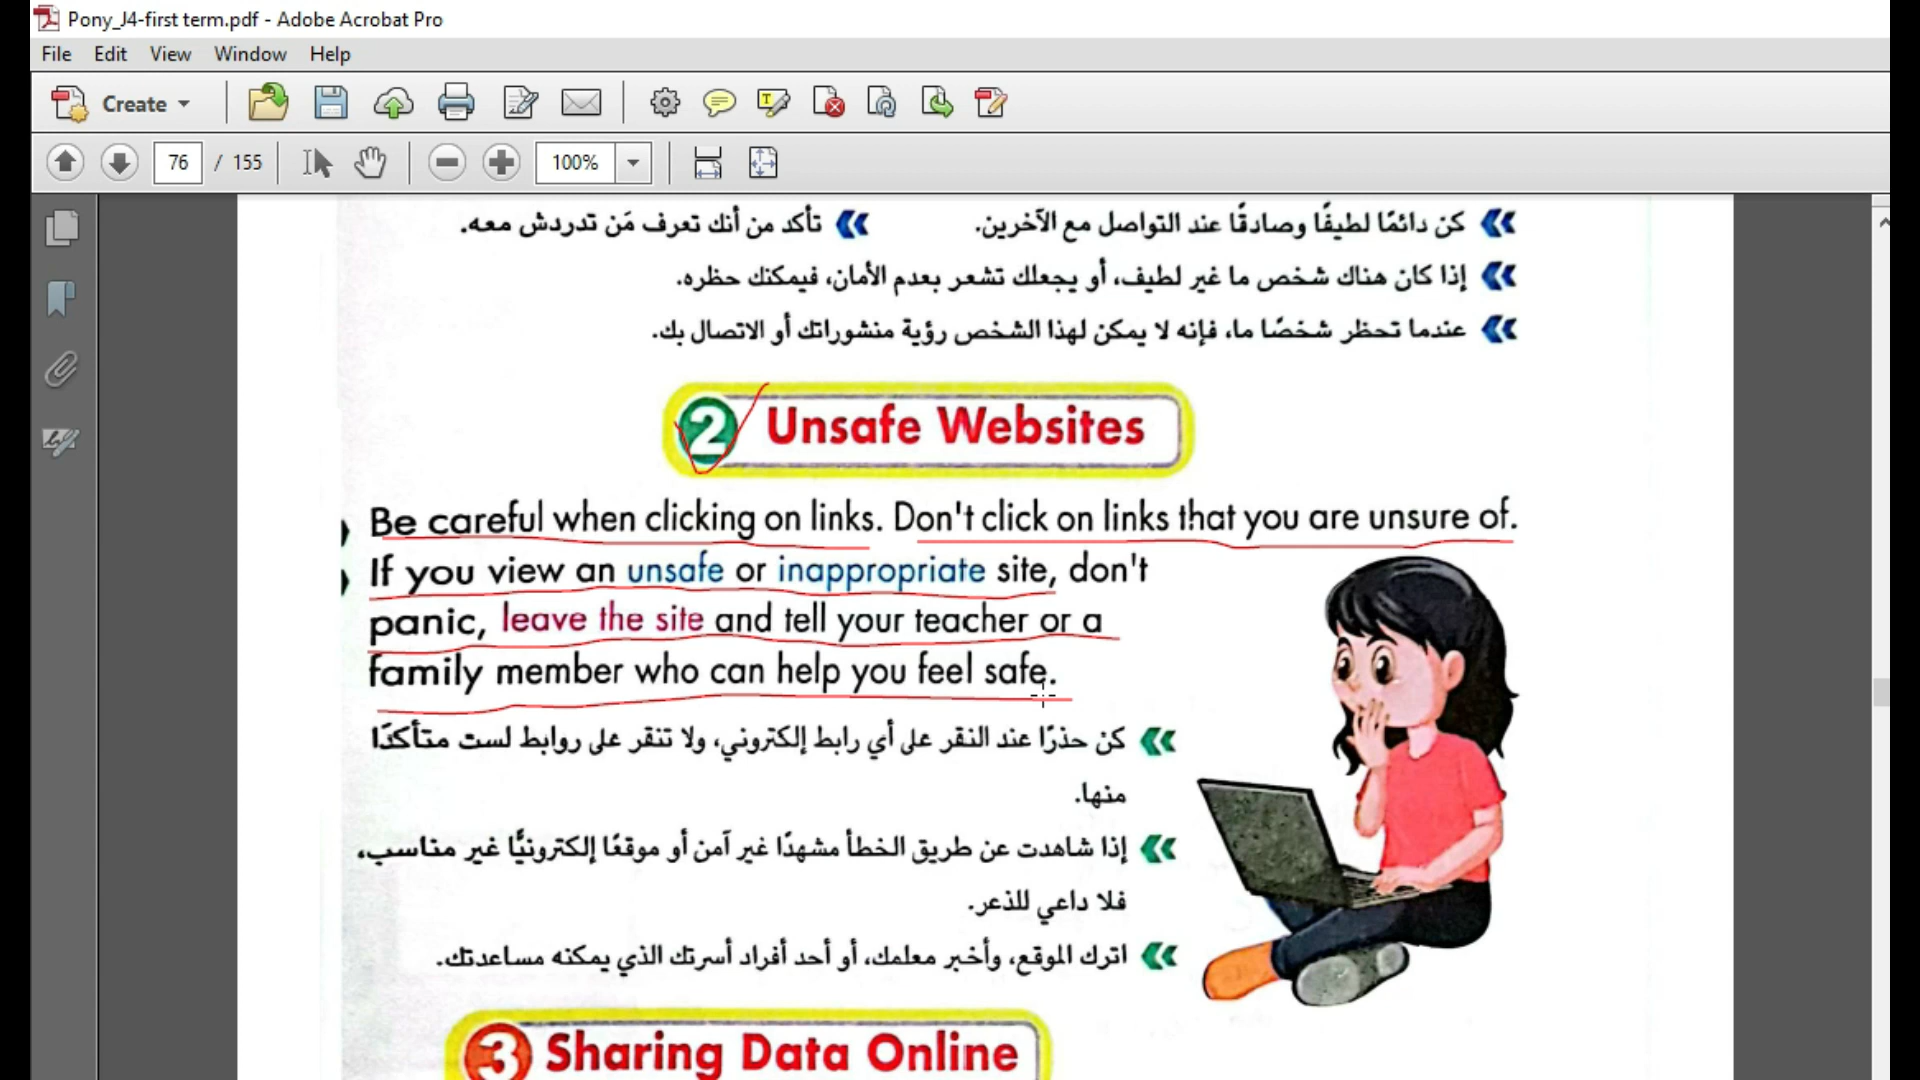 Pony_J4-first term.pdf - Adobe Acrobat Pro
File Edit View Window Help
Create
76 / 155 100%
كن دائمًا لطيفًا وصادقًا عند التواصل مع الآخرين. تأكد من أنك تعرف مَن تدردش معه.
إذا كان هناك شخص ما غير لطيف، أو يجعلك تشعر بعدم الأمان، فيمكنك حظره.
عندما تحظر شخصًا ما، فإنه لا يمكن لهذا الشخص رؤية منشوراتك أو الاتصال بك.
2 Unsafe Websites
Be careful when clicking on links. Don't click on links that you are unsure of.
If you view an unsafe or inappropriate site, don't
panic, leave the site and tell your teacher or a
family member who can help you feel safe.
كن حذرًا عند النقر على أي رابط إلكتروني، ولا تنقر على روابط لست متأكدًا
منها.
إذا شاهدت عن طريق الخطأ مشهدًا غير آمن أو موقعًا إلكترونيًّا غير مناسب،
فلا داعي للذعر.
اترك الموقع، وأخبر معلمك، أو أحد أفراد أسرتك الذي يمكنه مساعدتك.
3 Sharing Data Online